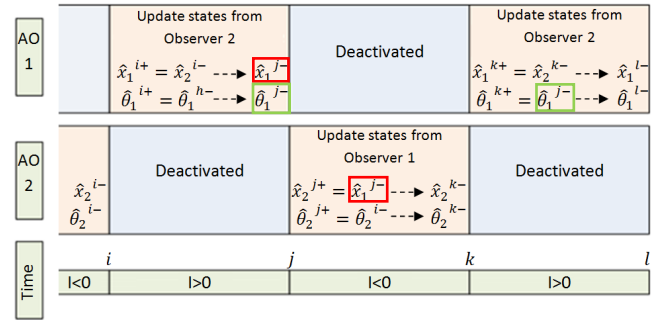 AO
1
Update states from
Observer 2
x̂₁ⁱ⁺ = x̂₂ⁱ⁻ ⇢ x̂₁ʲ⁻
θ̂₁ⁱ⁺ = θ̂₁ʰ⁻ ⇢ θ̂₁ʲ⁻
Deactivated
Update states from
Observer 2
x̂₁ᵏ⁺ = x̂₂ᵏ⁻ ⇢ x̂₁ˡ⁻
θ̂₁ᵏ⁺ = θ̂₁ʲ⁻ ⇢ θ̂₁ˡ⁻
AO
2
x̂₂ⁱ⁻
θ̂₂ⁱ⁻
Deactivated
Update states from
Observer 1
x̂₂ʲ⁺ = x̂₁ʲ⁻ ⇢ x̂₂ᵏ⁻
θ̂₂ʲ⁺ = θ̂₂ⁱ⁻ ⇢ θ̂₂ᵏ⁻
Deactivated
Time
i j k l
I<0 I>0 I<0 I>0